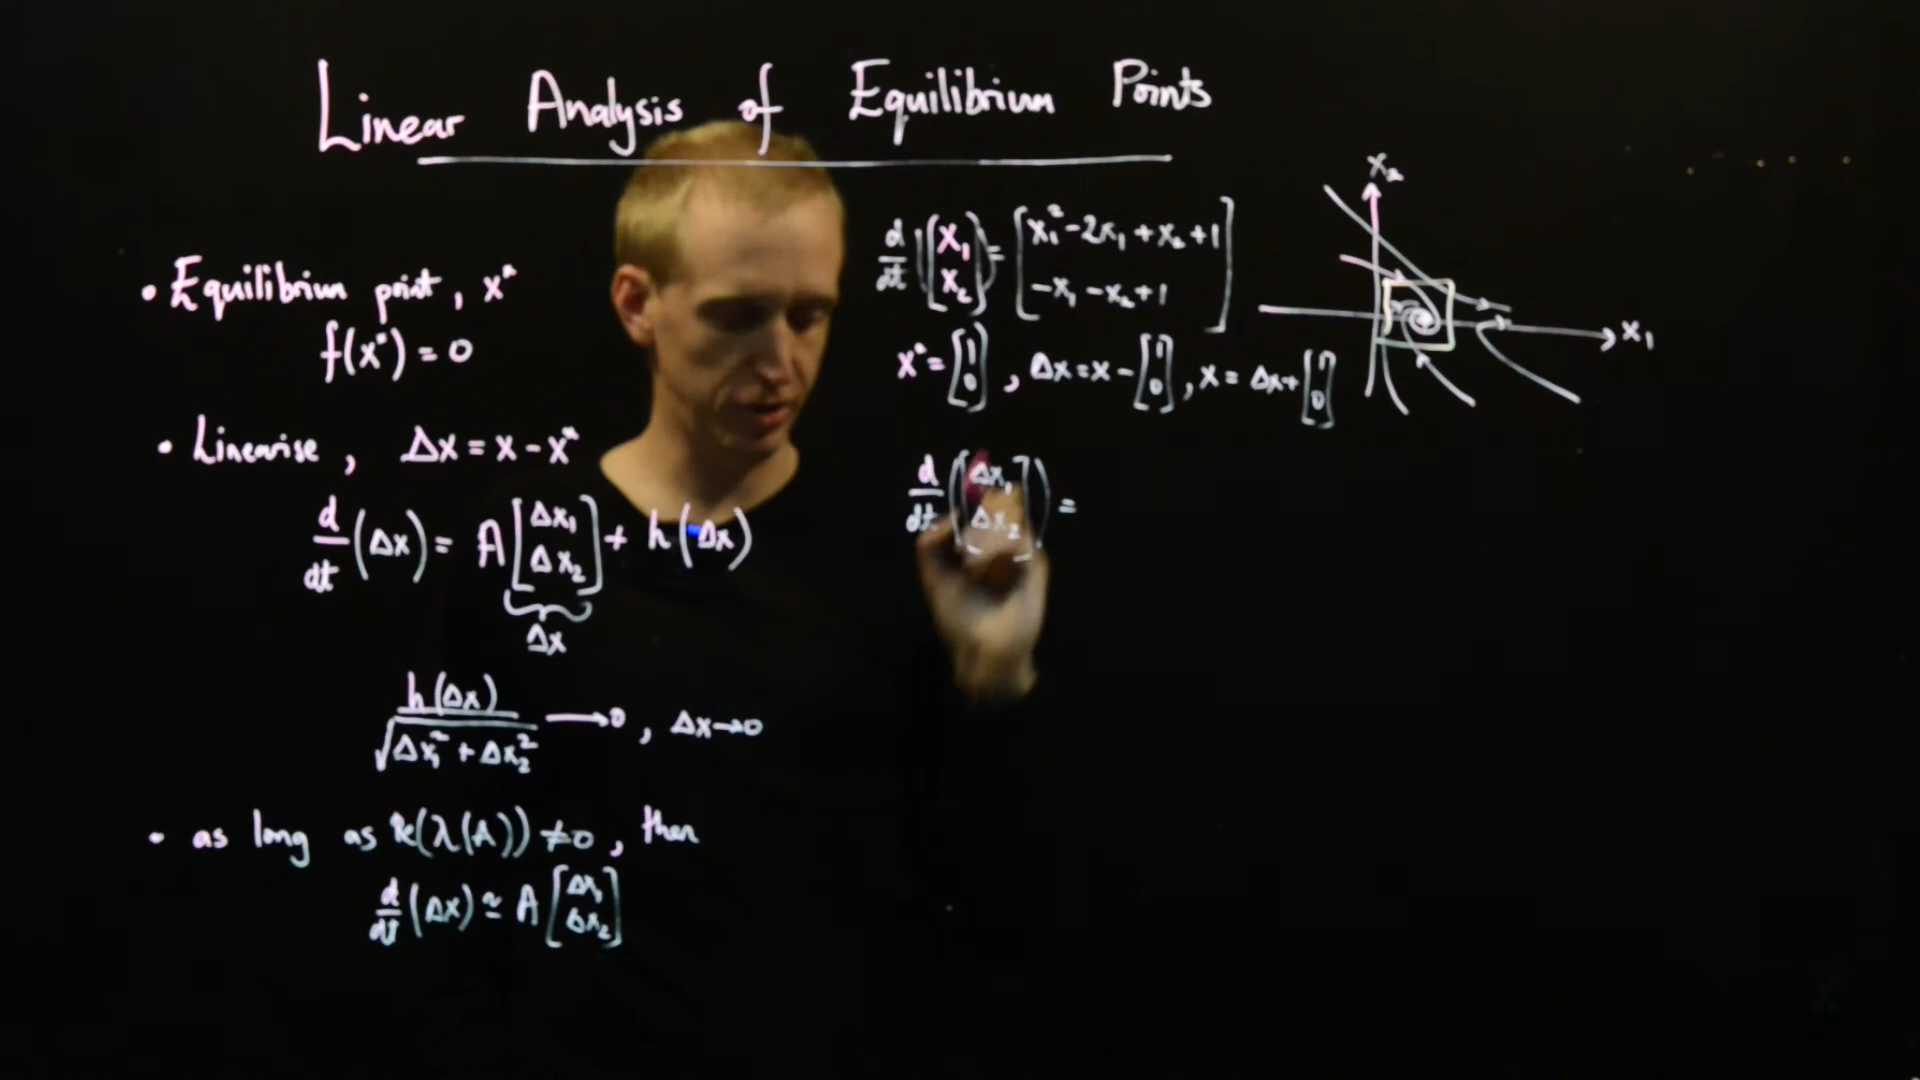 Linear Analysis of Equilibrium Points
• Equilibrium point, x*
f(x*) = 0
• Linearise, Δx = x - x*
d/dt (Δx) = A [Δx₁ Δx₂] + h(Δx)
Δx
h(Δx) / √(Δx₁² + Δx₂²) → 0, Δx → 0
• as long as Re(λ(A)) ≠ 0, then
d/dt (Δx) ≃ A [Δx₁ Δx₂]
d/dt ([x₁ x₂]) = [x₁² - 2x₁ + x₂ + 1
-x₁ - x₂ + 1]
x* = [1 0], Δx = x - [1 0], x = Δx + [1 0]
d/dt ([Δx₁ Δx₂]) =
x₂
x₁